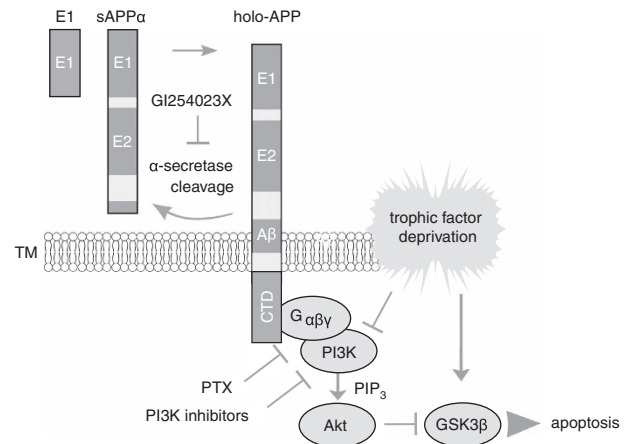 E1
sAPPα
holo-APP
E1
E1
E1
GI254023X
E2
E2
α-secretase
cleavage
trophic factor
deprivation
Aβ
TM
CTD
G αβγ
PI3K
PTX
PIP3
PI3K inhibitors
Akt
GSK3β
apoptosis